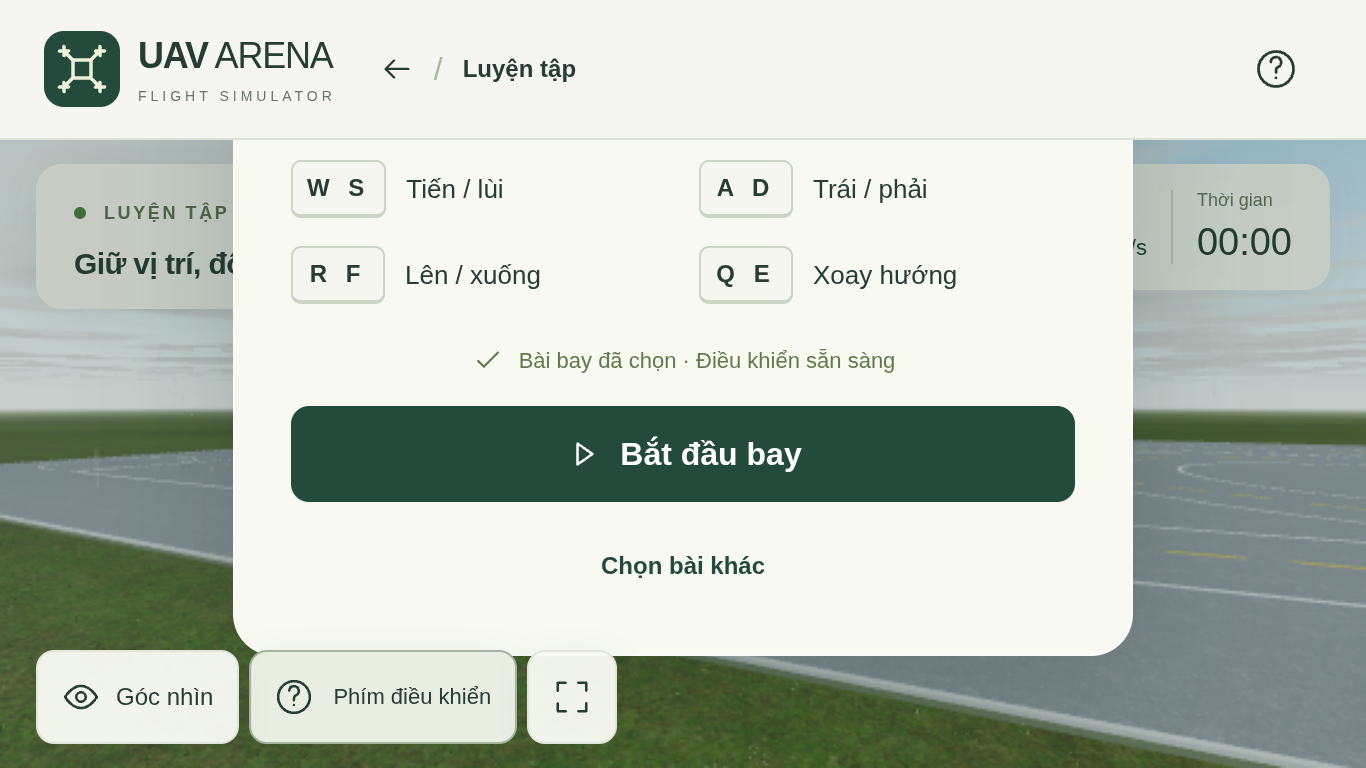 UAV ARENA
FLIGHT SIMULATOR
/ Luyện tập
W S Tiến / lùi
A D Trái / phải
LUYỆN TẬP
Giữ vị trí,
/s
Thời gian
00:00
R F Lên / xuống
Q E Xoay hướng
Bài bay đã chọn · Điều khiển sẵn sàng
Bắt đầu bay
Chọn bài khác
Góc nhìn
Phím điều khiển